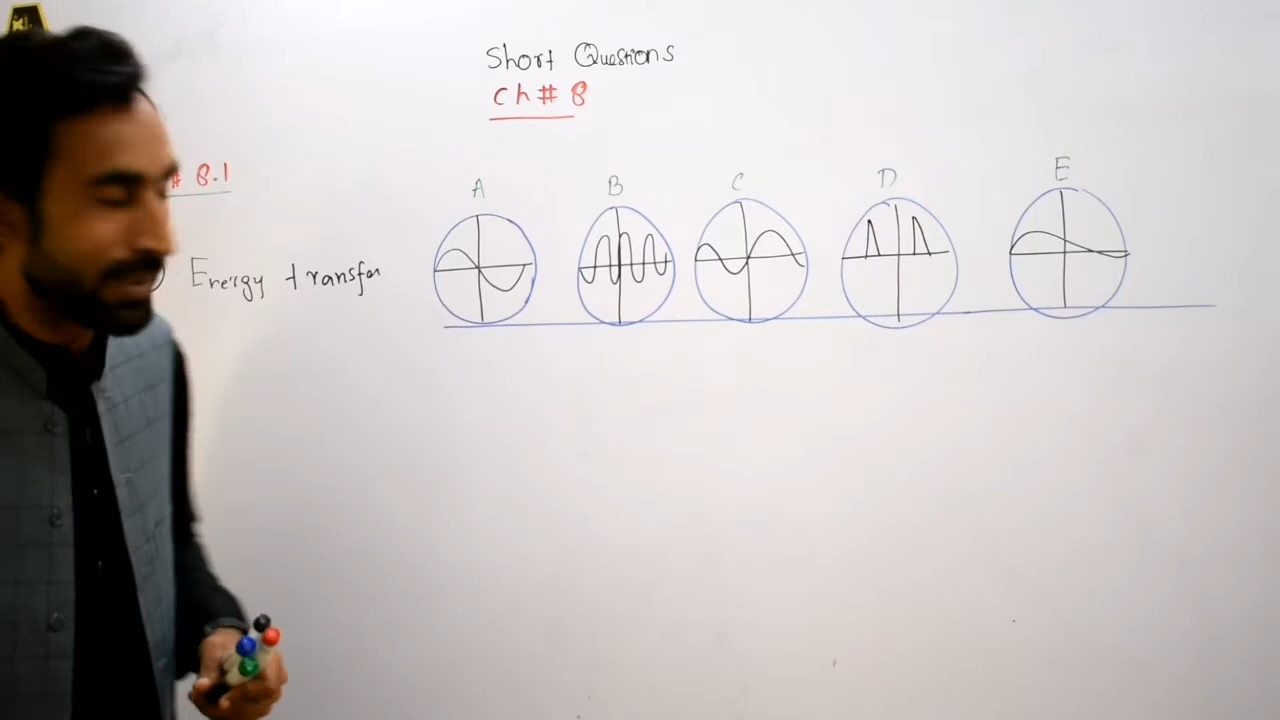 Short Questions
Ch# 8
# 8.1
A B C D E
Energy transfer